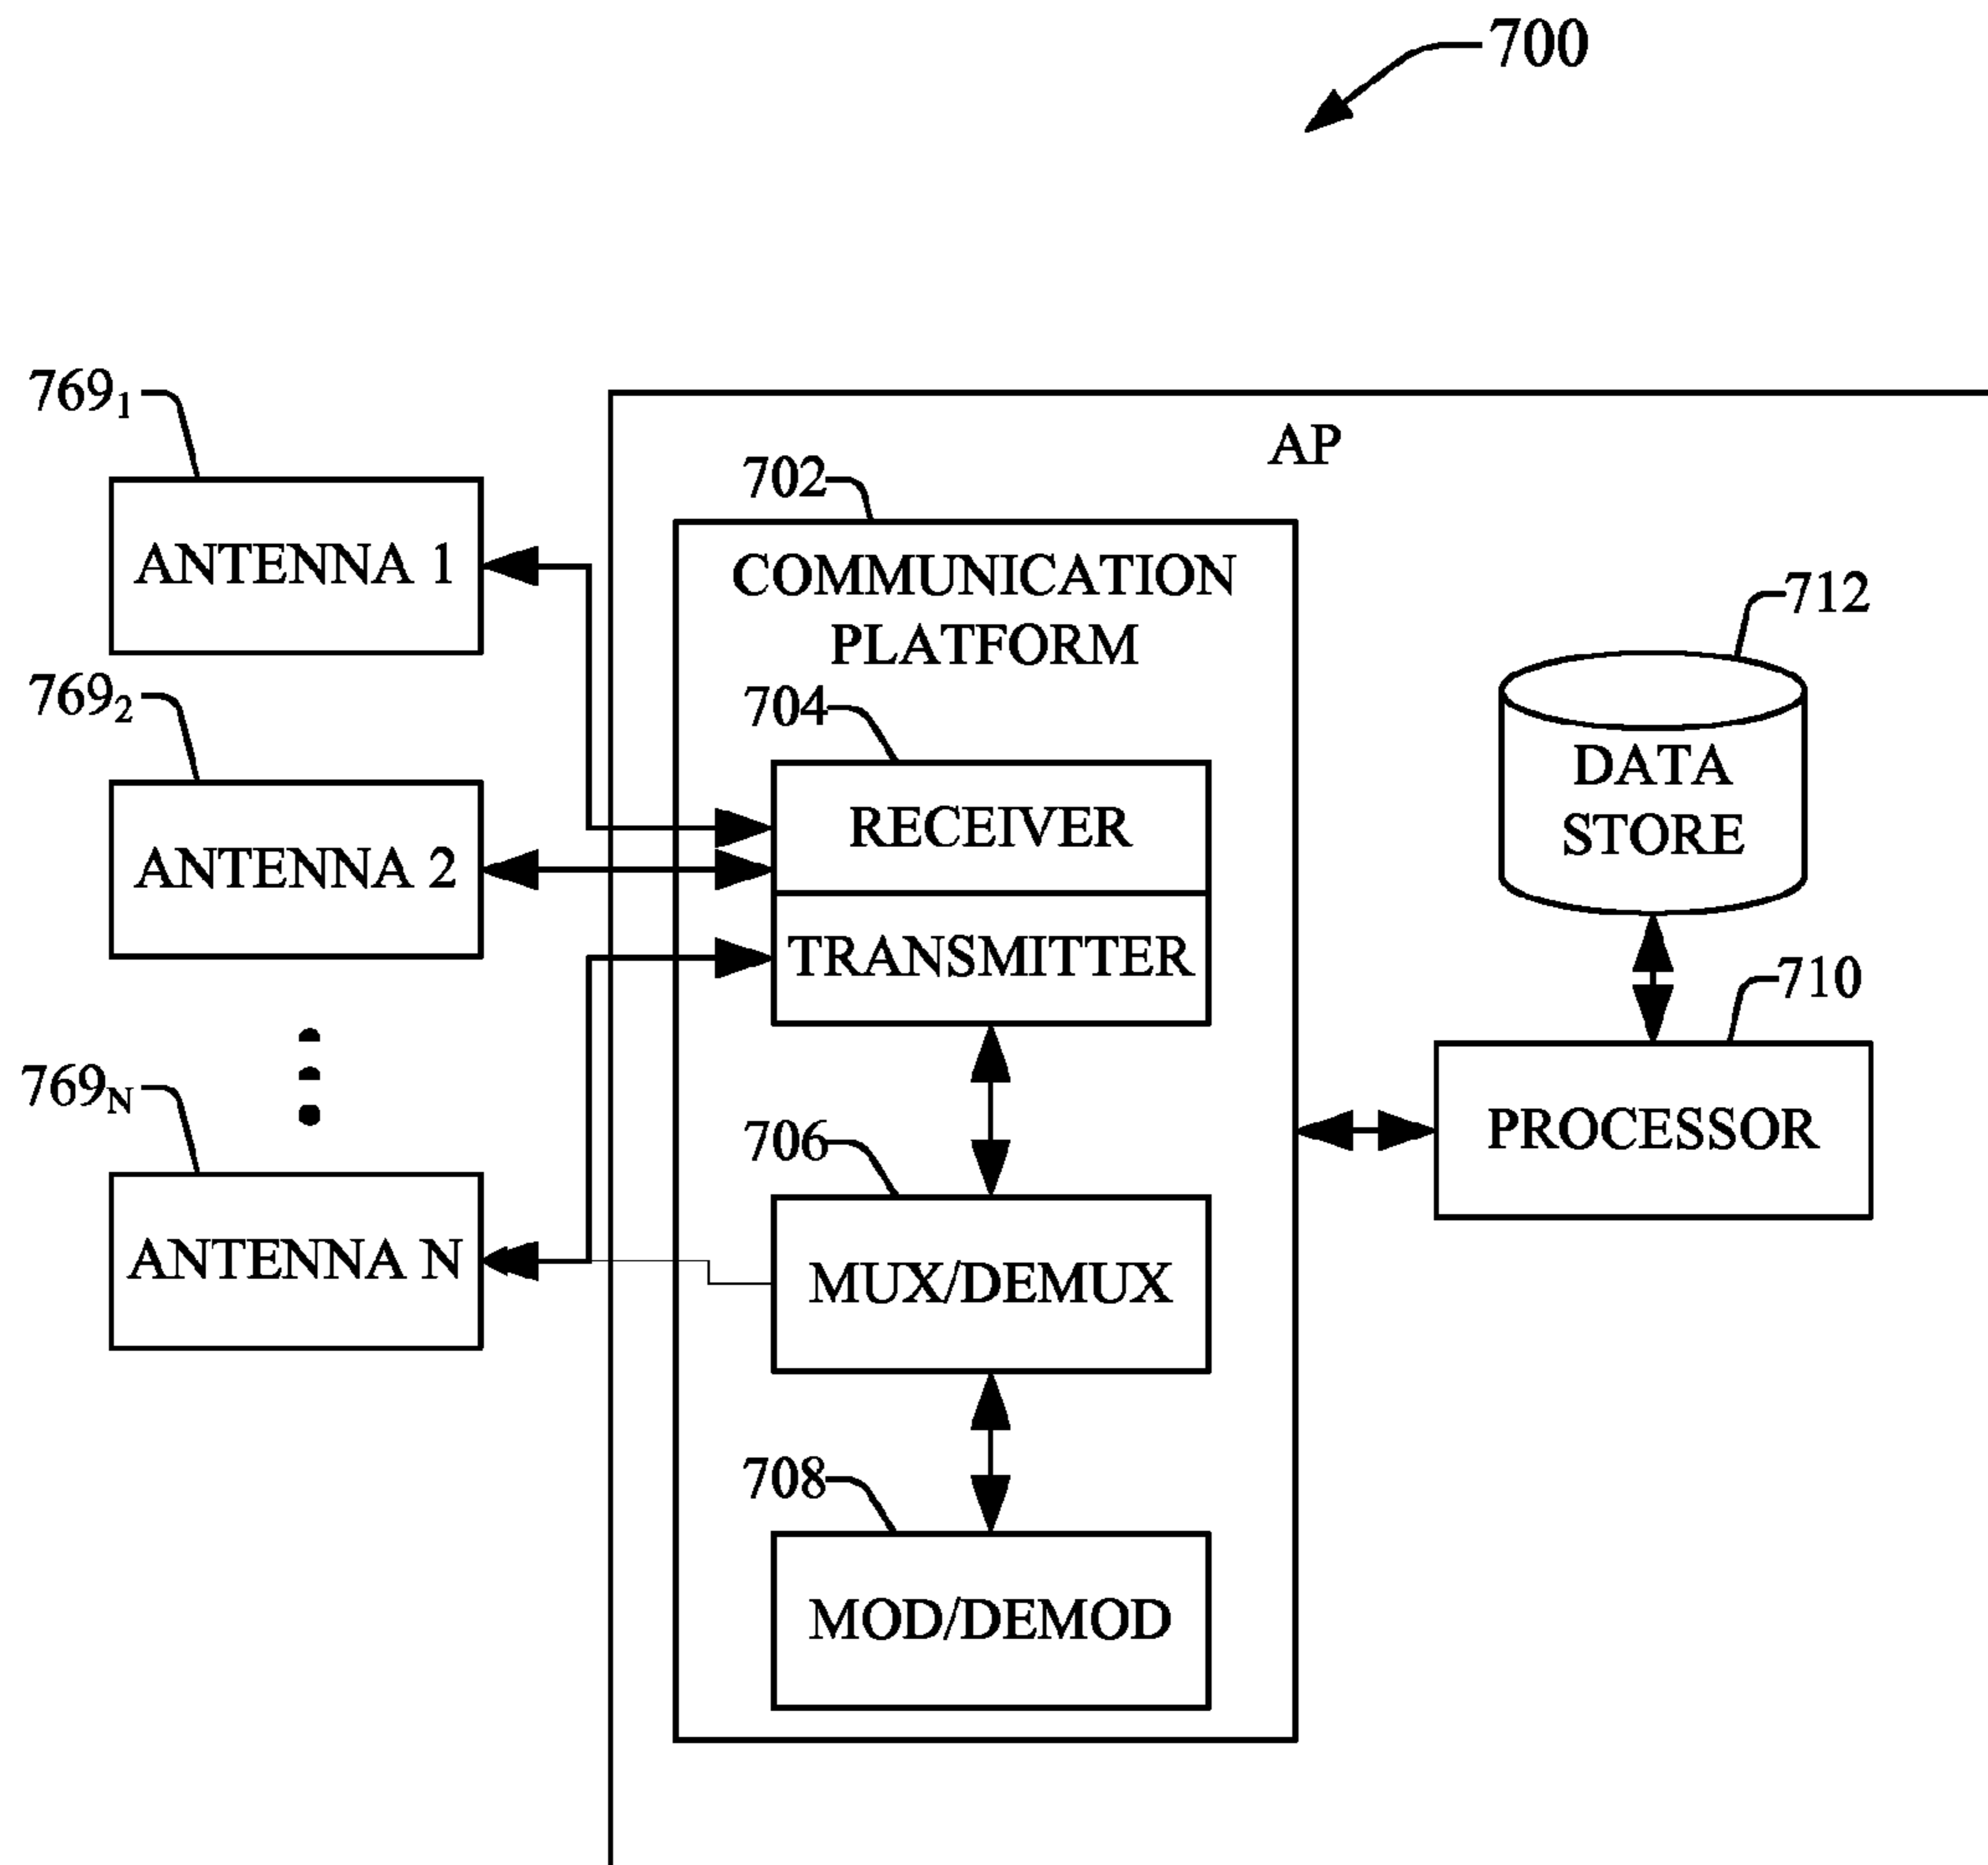 700
769₁
AP
702
ANTENNA 1
COMMUNICATION
PLATFORM
712
769₂
704
DATA
STORE
RECEIVER
ANTENNA 2
TRANSMITTER
710
769N
706
PROCESSOR
ANTENNA N
MUX/DEMUX
708
MOD/DEMOD